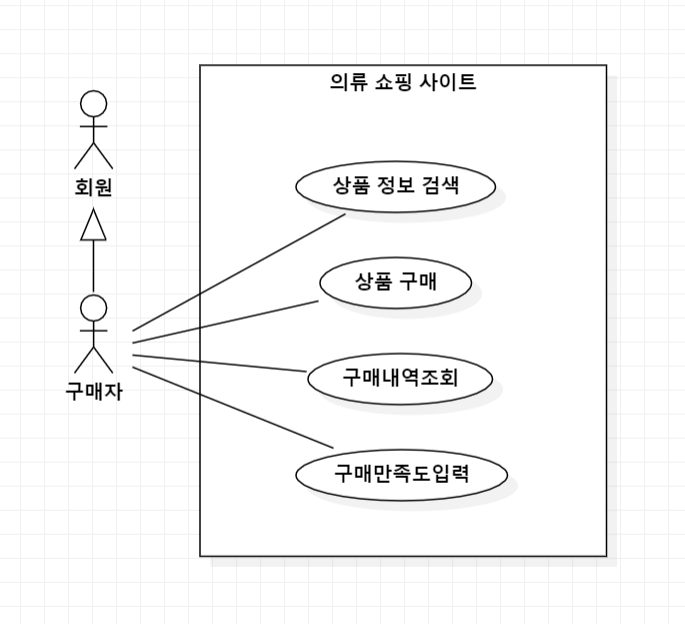 의류 쇼핑 사이트
회원
상품 정보 검색
상품 구매
구매자
구매내역조회
구매만족도입력